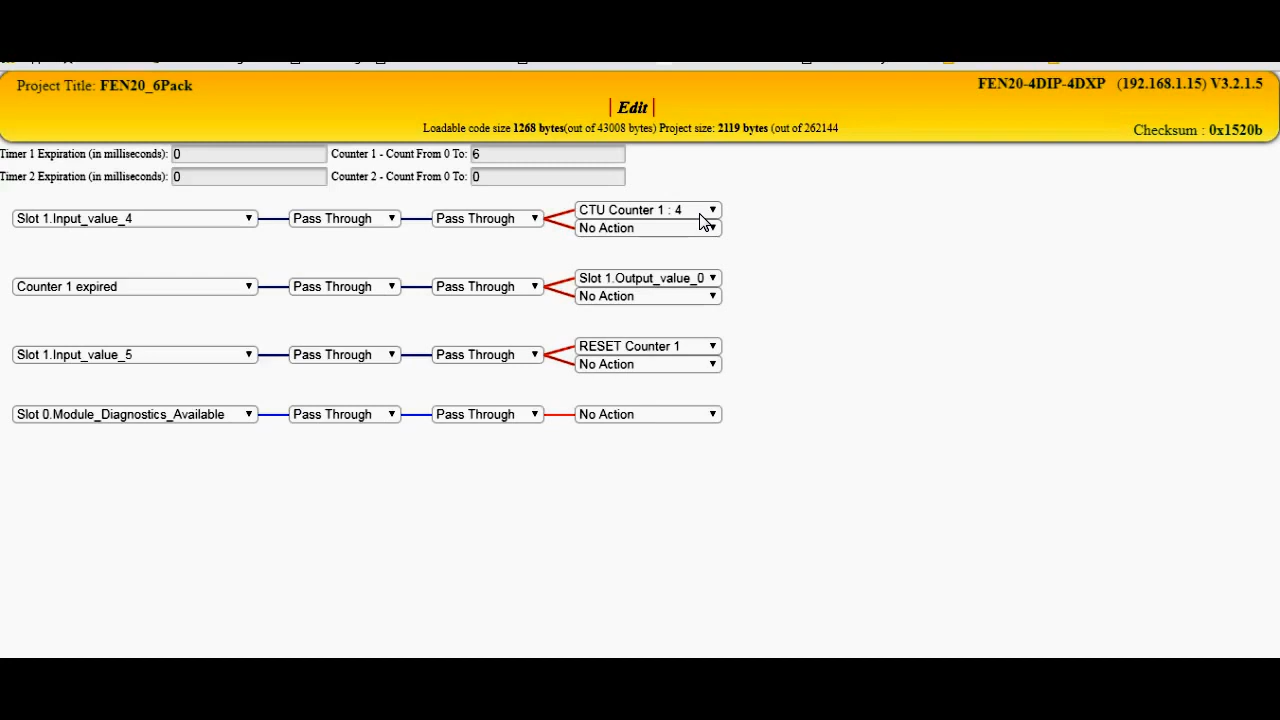 Project Title: FEN20_6Pack
FEN20-4DIP-4DXP (192.168.1.15) V3.2.1.5
| Edit |
Loadable code size 1268 bytes(out of 43008 bytes) Project size: 2119 bytes (out of 262144
Checksum : 0x1520b
Timer 1 Expiration (in milliseconds): 0 Counter 1 - Count From 0 To: 6
Timer 2 Expiration (in milliseconds): 0 Counter 2 - Count From 0 To: 0
Slot 1.Input_value_4 Pass Through Pass Through CTU Counter 1 : 4
No Action
Counter 1 expired Pass Through Pass Through Slot 1.Output_value_0
No Action
Slot 1.Input_value_5 Pass Through Pass Through RESET Counter 1
No Action
Slot 0.Module_Diagnostics_Available Pass Through Pass Through No Action